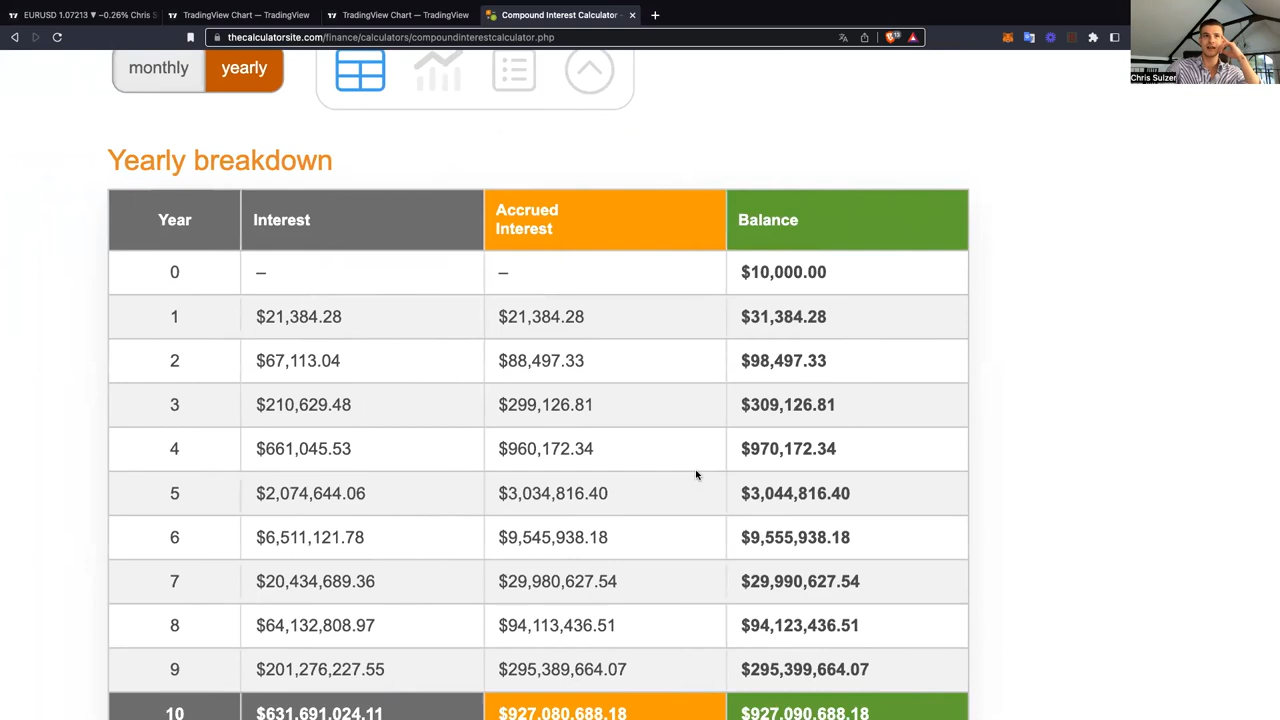 EURUSD 1.07213 ▼ −0.26% Chris S
TradingView Chart — TradingView
TradingView Chart — TradingView
Compound Interest Calculator -
thecalculatorsite.com/finance/calculators/compoundinterestcalculator.php
Chris Sulzer
monthly yearly
Yearly breakdown
Year Interest Accrued Interest Balance
0 – – $10,000.00
1 $21,384.28 $21,384.28 $31,384.28
2 $67,113.04 $88,497.33 $98,497.33
3 $210,629.48 $299,126.81 $309,126.81
4 $661,045.53 $960,172.34 $970,172.34
5 $2,074,644.06 $3,034,816.40 $3,044,816.40
6 $6,511,121.78 $9,545,938.18 $9,555,938.18
7 $20,434,689.36 $29,980,627.54 $29,990,627.54
8 $64,132,808.97 $94,113,436.51 $94,123,436.51
9 $201,276,227.55 $295,389,664.07 $295,399,664.07
10 $631,691,024.11 $927,080,688.18 $927,090,688.18